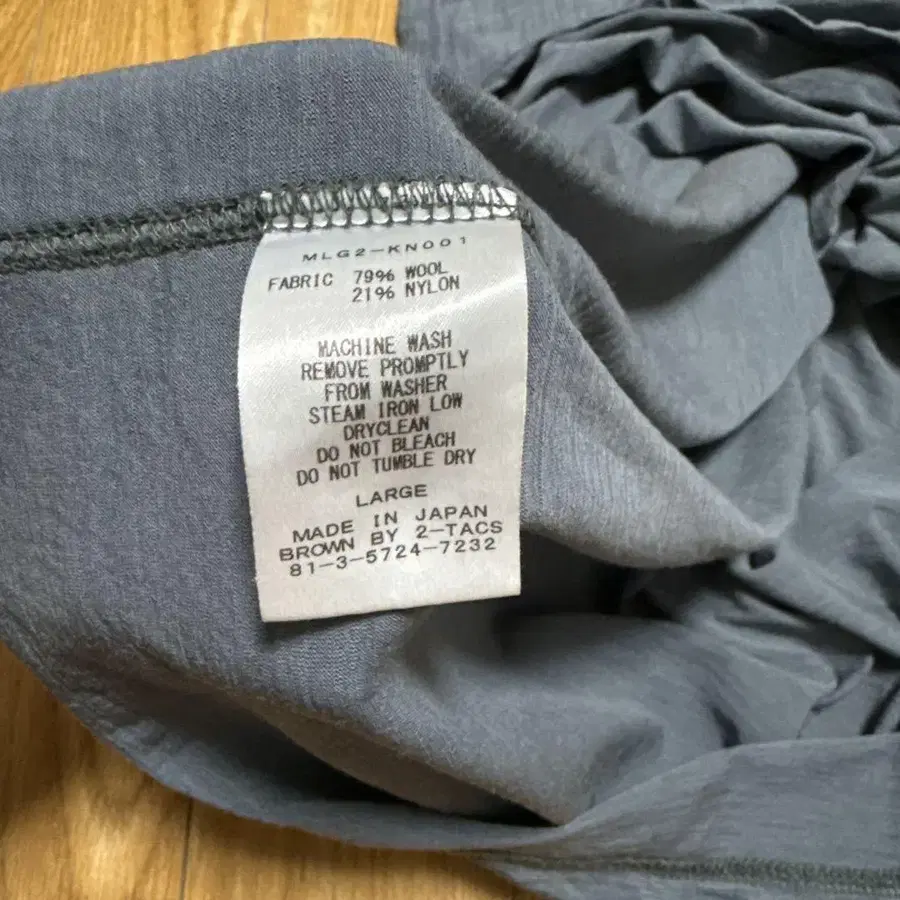 MLG2-KN001
FABRIC 79% WOOL
21% NYLON
MACHINE WASH
REMOVE PROMPTLY
FROM WASHER
STEAM IRON LOW
DRYCLEAN
DO NOT BLEACH
DO NOT TUMBLE DRY
LARGE
MADE IN JAPAN
BROWN BY 2-TACS
81-3-5724-7232